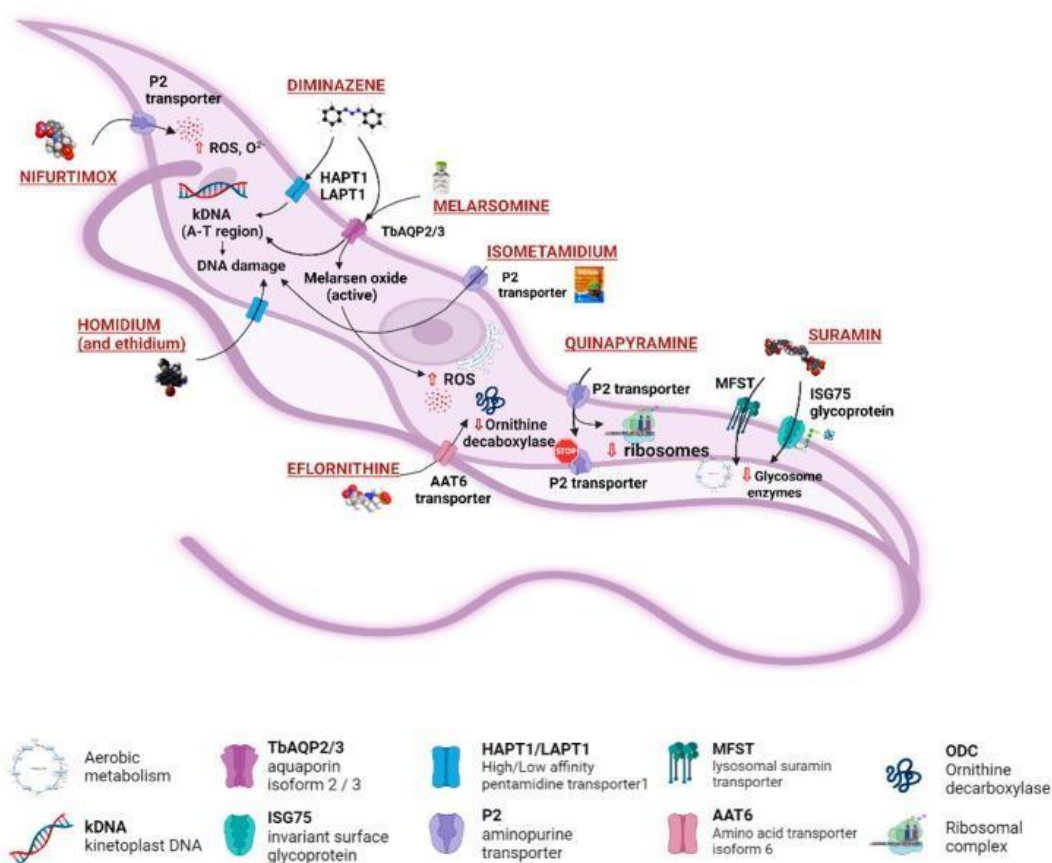 P2
transporter
DIMINAZENE
ROS, O²⁻
NIFURTIMOX
HAPT1
LAPT1
MELARSOMINE
kDNA
(A-T region)
TbAQP2/3
DNA damage
ISOMETAMIDIUM
Melarsen oxide
(active)
P2
transporter
HOMIDIUM
(and ethidium)
QUINAPYRAMINE
SURAMIN
ROS
P2 transporter
MFST
ISG75
glycoprotein
Ornithine
decaboxylase
STOP
ribosomes
EFLORNITHINE
AAT6
transporter
P2 transporter
Glycosome
enzymes
Aerobic
metabolism
TbAQP2/3
aquaporin
isoform 2 / 3
HAPT1/LAPT1
High/Low affinity
pentamidine transporter1
MFST
lysosomal suramin
transporter
ODC
Ornithine
decarboxylase
kDNA
kinetoplast DNA
ISG75
invariant surface
glycoprotein
P2
aminopurine
transporter
AAT6
Amino acid transporter
isoform 6
Ribosomal
complex